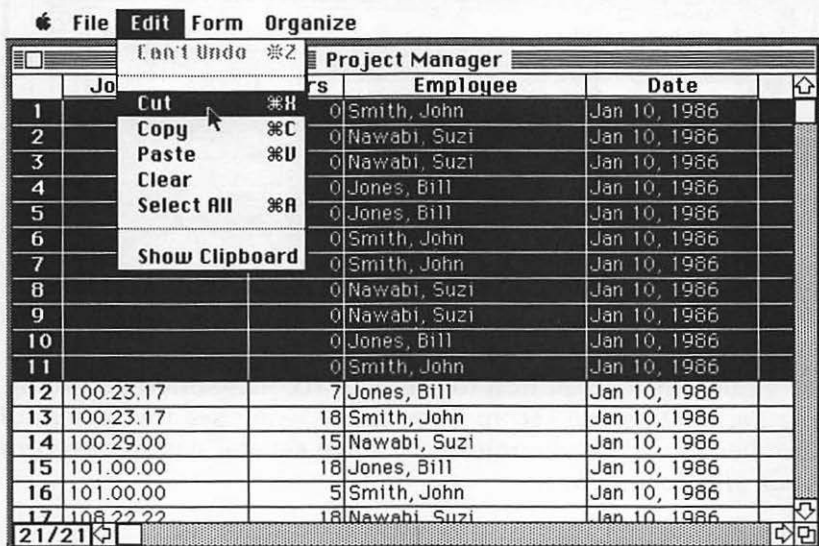 File Edit Form Organize
Can't Undo ⌘Z
Cut ⌘X
Copy ⌘C
Paste ⌘V
Clear
Select All ⌘A
Show Clipboard
Project Manager
Jo rs Employee Date
1 0 Smith, John Jan 10, 1986
2 0 Nawabi, Suzi Jan 10, 1986
3 0 Nawabi, Suzi Jan 10, 1986
4 0 Jones, Bill Jan 10, 1986
5 0 Jones, Bill Jan 10, 1986
6 0 Smith, John Jan 10, 1986
7 0 Smith, John Jan 10, 1986
8 0 Nawabi, Suzi Jan 10, 1986
9 0 Nawabi, Suzi Jan 10, 1986
10 0 Jones, Bill Jan 10, 1986
11 0 Smith, John Jan 10, 1986
12 100.23.17 7 Jones, Bill Jan 10, 1986
13 100.23.17 18 Smith, John Jan 10, 1986
14 100.29.00 15 Nawabi, Suzi Jan 10, 1986
15 101.00.00 18 Jones, Bill Jan 10, 1986
16 101.00.00 5 Smith, John Jan 10, 1986
17 108.22.22 18 Nawabi, Suzi Jan 10, 1986
21/21